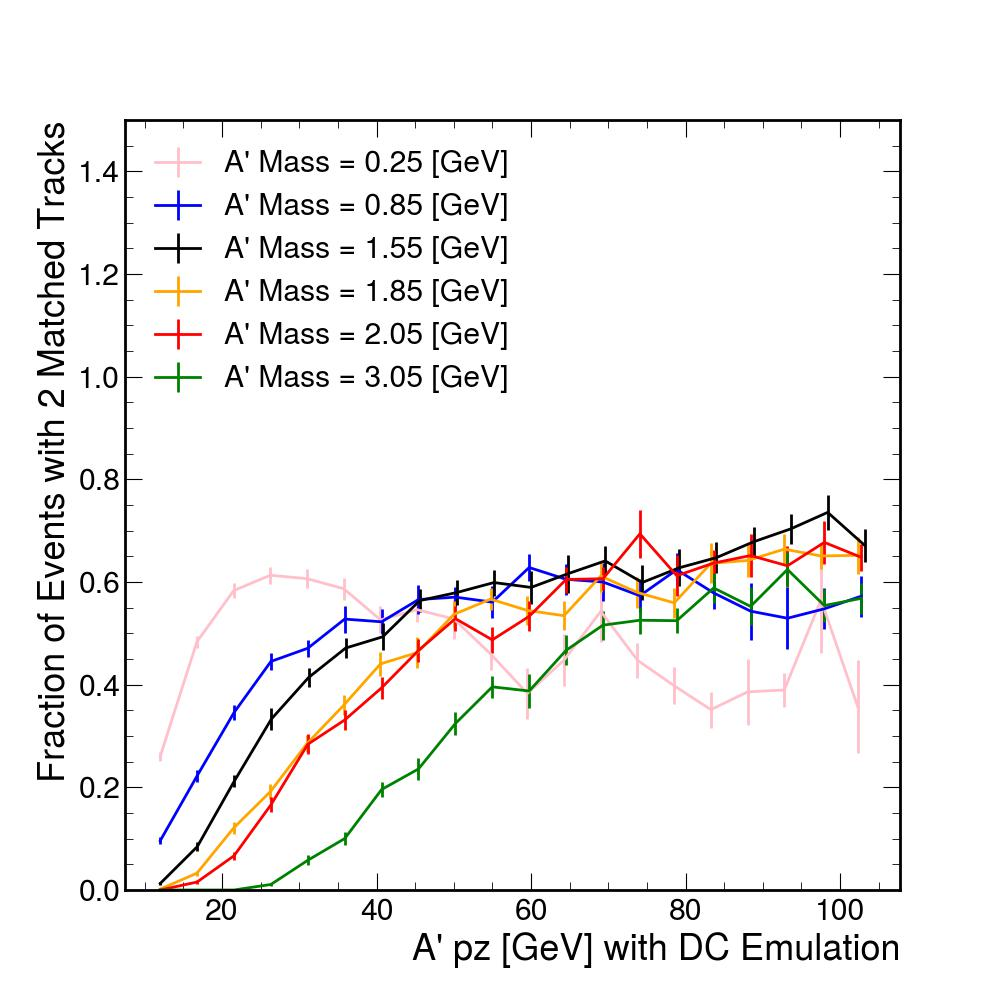 A' Mass = 0.25 [GeV]
A' Mass = 0.85 [GeV]
A' Mass = 1.55 [GeV]
A' Mass = 1.85 [GeV]
A' Mass = 2.05 [GeV]
A' Mass = 3.05 [GeV]
Fraction of Events with 2 Matched Tracks
1.4
1.2
1.0
0.8
0.6
0.4
0.2
0.0
20 40 60 80 100
A' pz [GeV] with DC Emulation